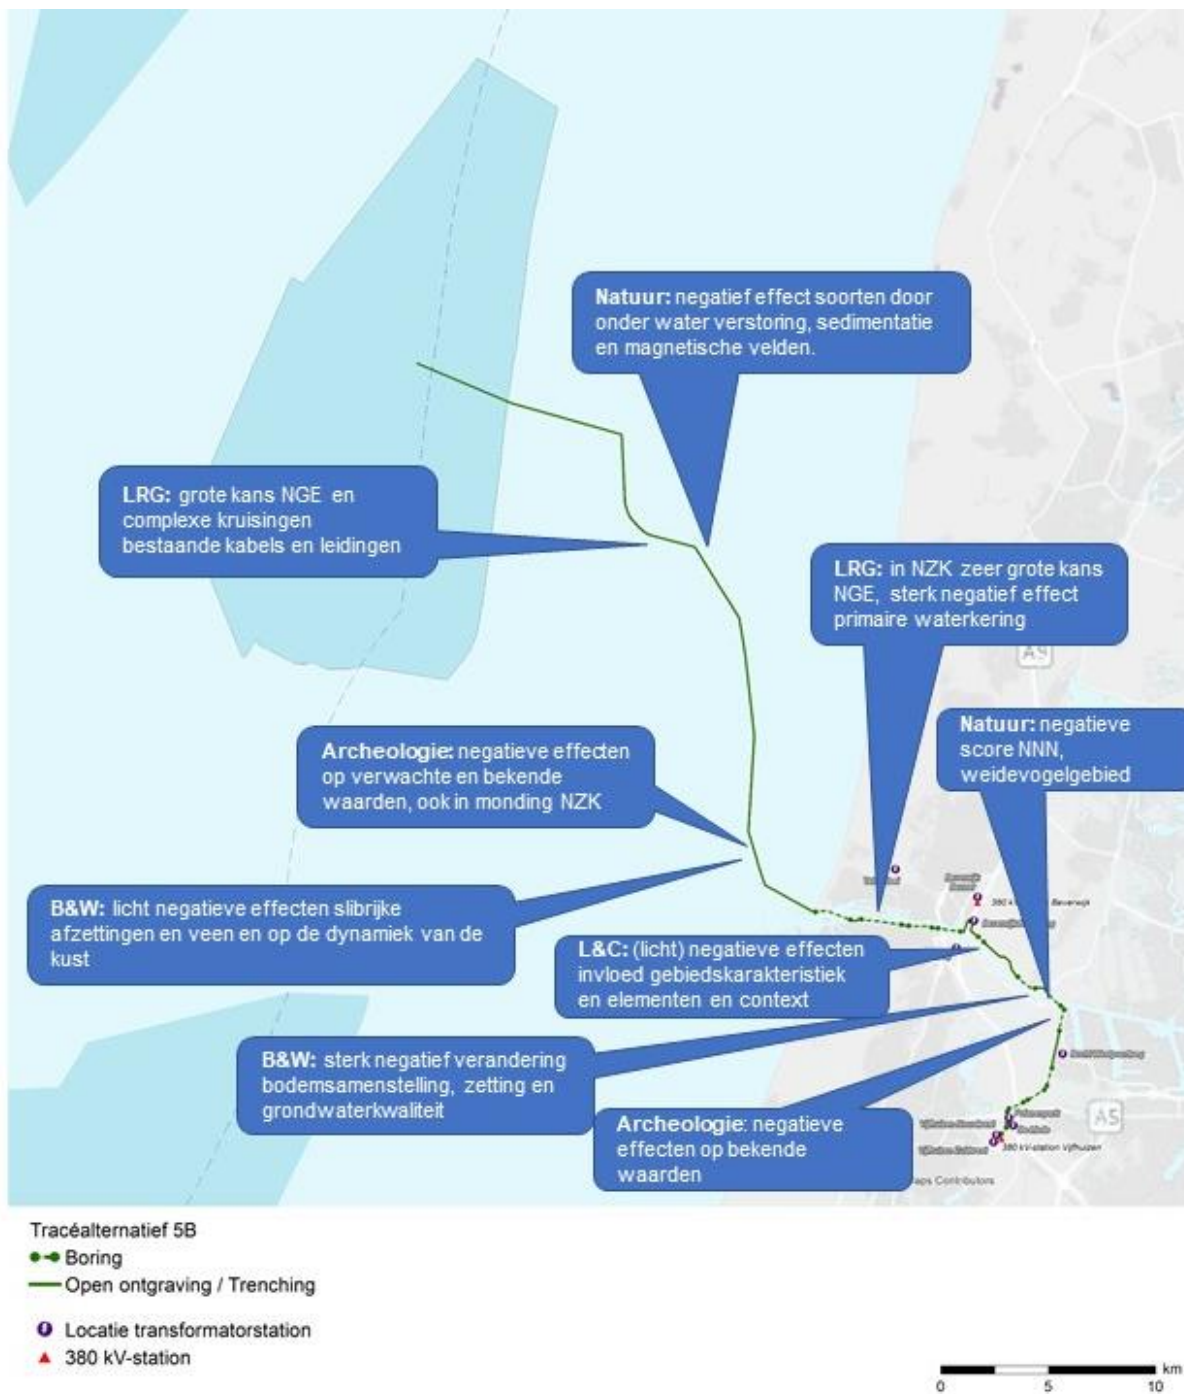 Natuur: negatief effect soorten door
onder water verstoring, sedimentatie
en magnetische velden.
LRG: grote kans NGE en
complexe kruisingen
bestaande kabels en leidingen
LRG: in NZK zeer grote kans
NGE, sterk negatief effect
primaire waterkering
A9
Natuur: negatieve
score NNN,
weidevogelgebied
Archeologie: negatieve effecten
op verwachte en bekende
waarden, ook in monding NZK
B&W: licht negatieve effecten slibrijke
afzettingen en veen en op de dynamiek van de
kust
380 k
Beverwijk
L&C: (licht) negatieve effecten
invloed gebiedskarakteristiek
en elementen en context
B&W: sterk negatief verandering
bodemsamenstelling, zetting en
grondwaterkwaliteit
Archeologie: negatieve
effecten op bekende
waarden
A5
380 kV-station Vijfhuizen
aps Contributors
Tracéalternatief 5B
Boring
Open ontgraving / Trenching
Locatie transformatorstation
380 kV-station
km
0 5 10